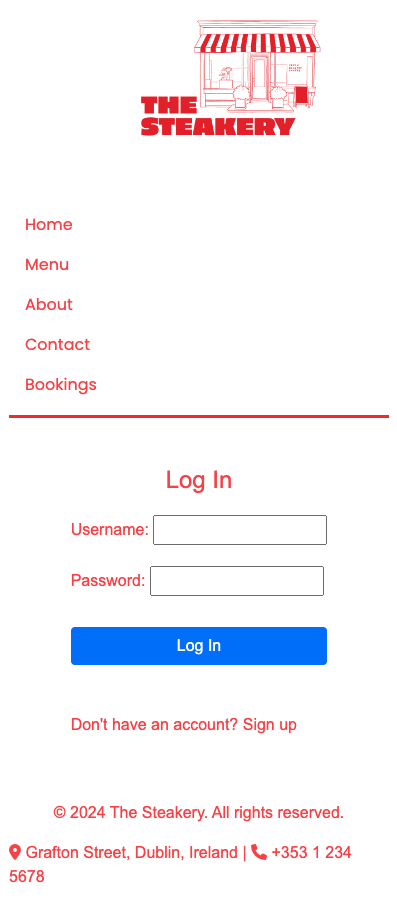 THE
STEAKERY
Home
Menu
About
Contact
Bookings
Log In
Username:
Password:
Log In
Don't have an account? Sign up
© 2024 The Steakery. All rights reserved.
Grafton Street, Dublin, Ireland | +353 1 234
5678